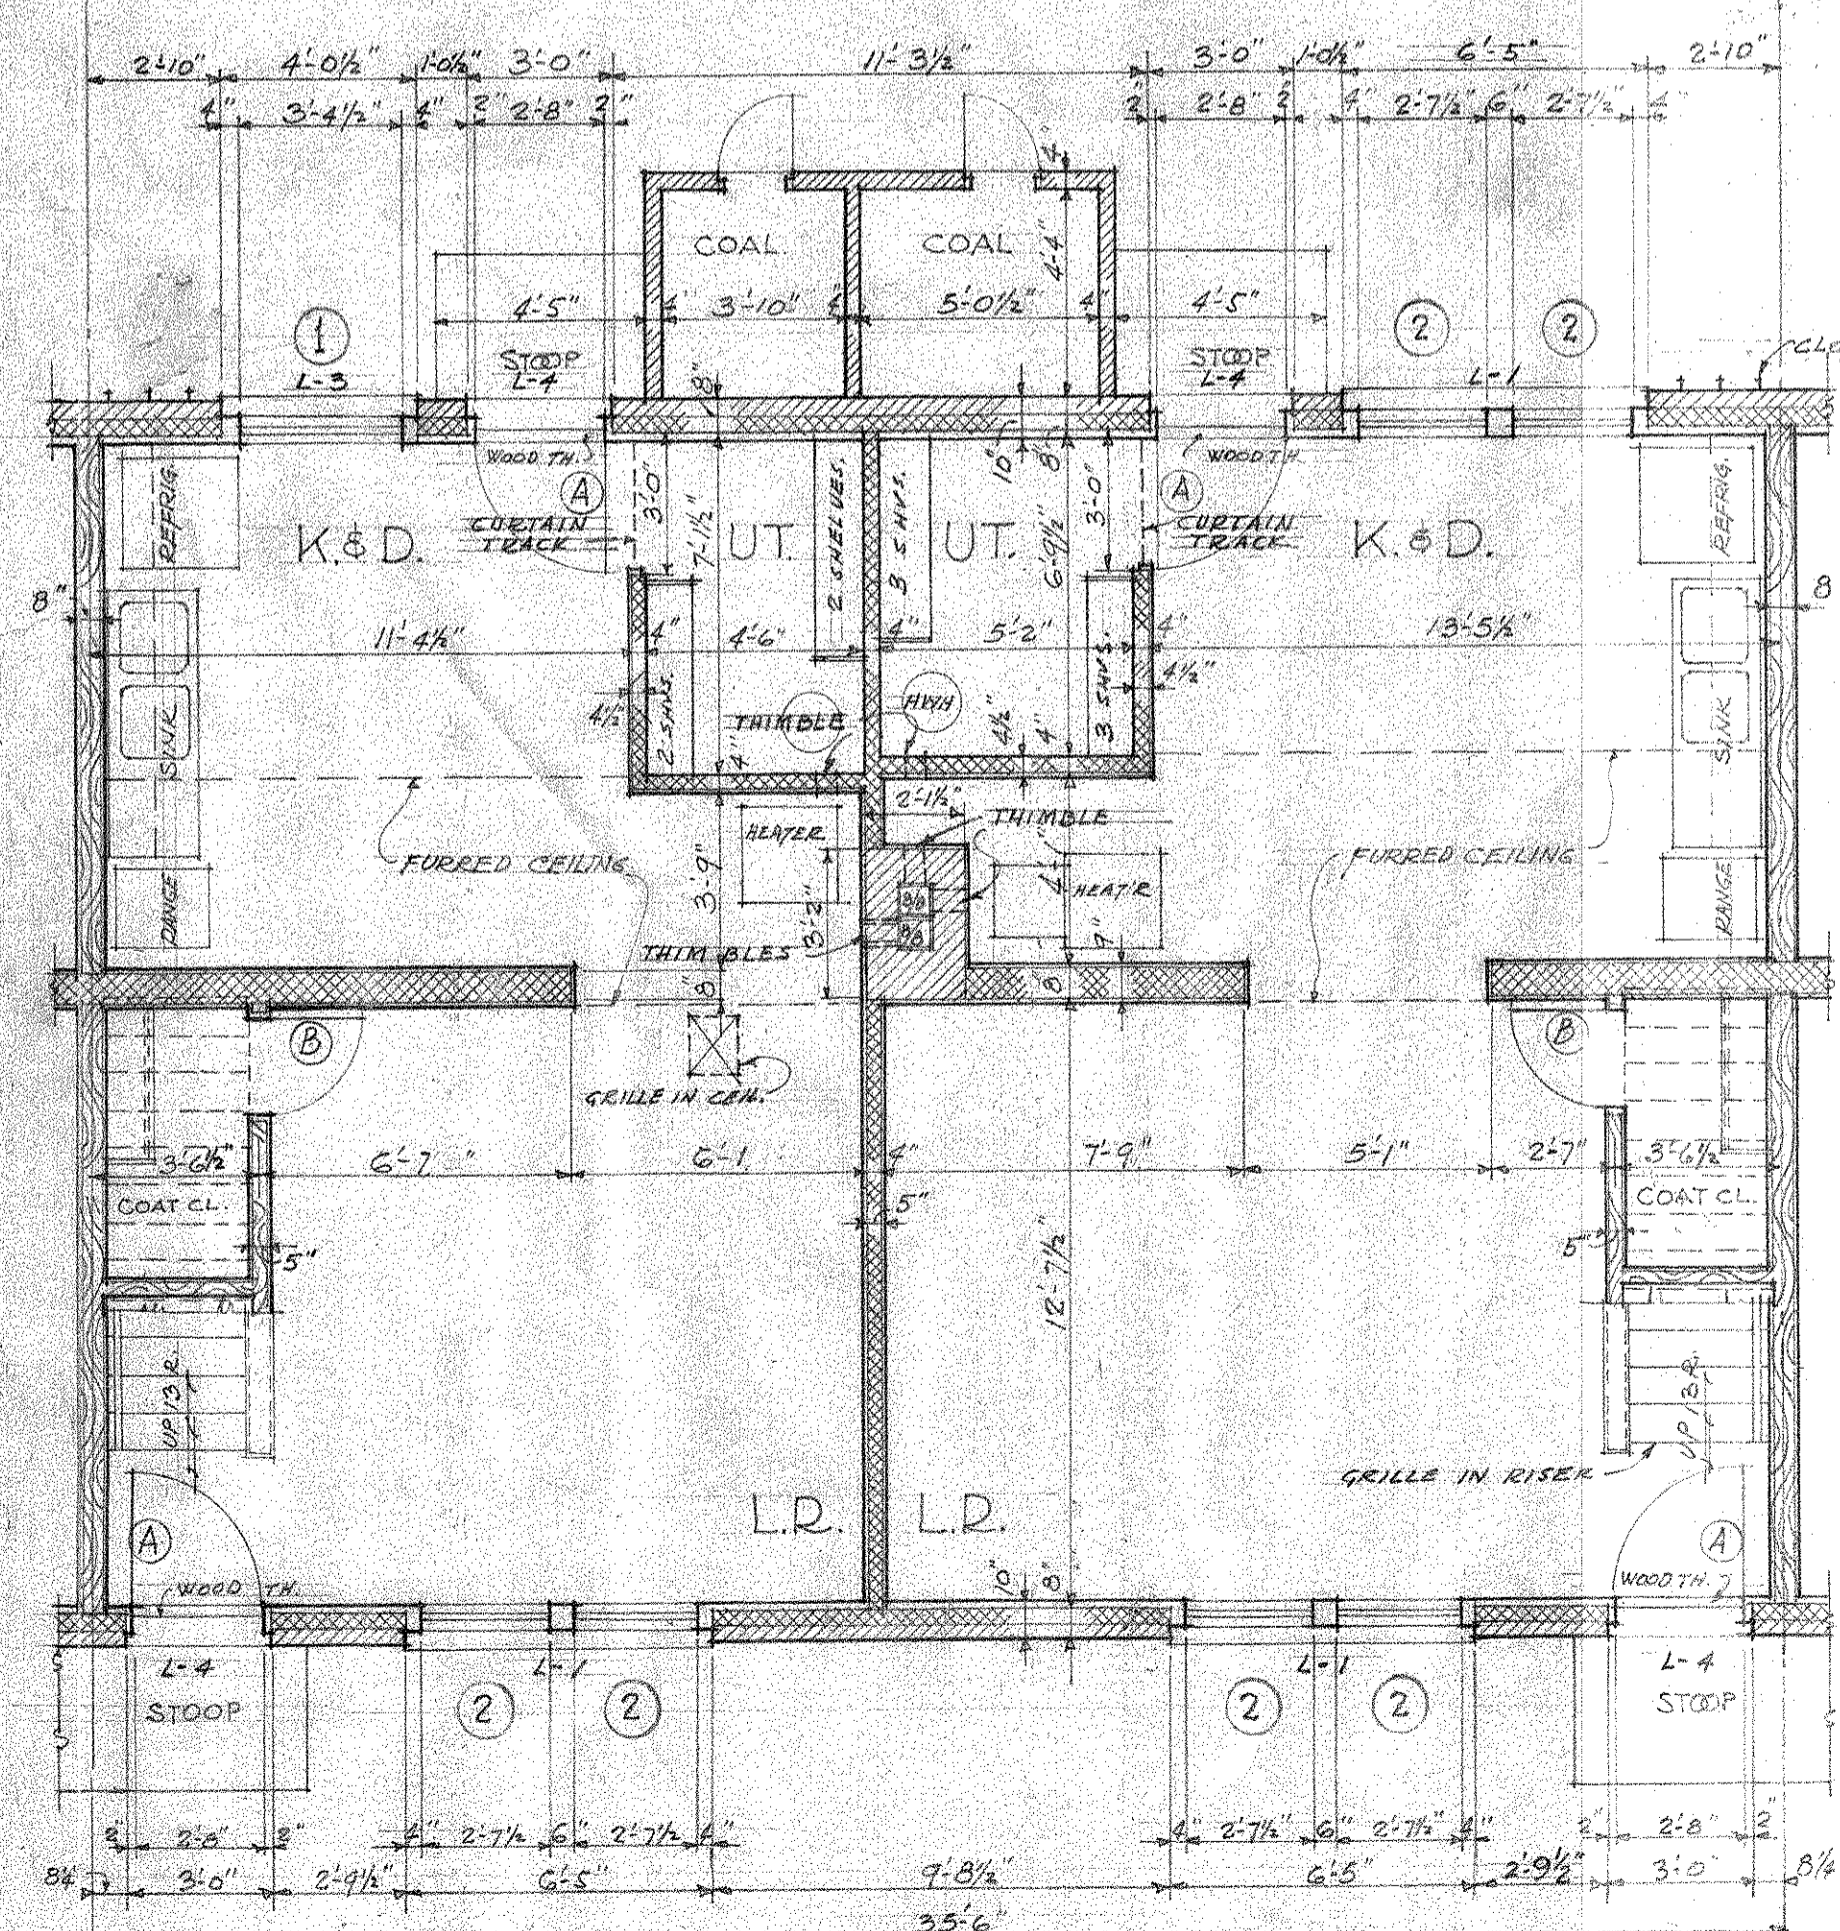 2'-10" 4'-0½" 1'-0½" 3'-0" 11'-3½" 3'-0" 1'-0½" 6'-5" 2'-10"
4" 3'-4½" 4" 2" 2'-8" 2" 2" 2'-8" 2" 4" 2'-7½" 6" 2'-7½" 4"
4"
COAL COAL
4'-4"
4'-5" 4" 3'-10" 4" 5'-0½" 4" 4'-5"
1 2 2
STOOP STOOP
L-3 L-4 L-4 L-1
8"
WOOD TH. WOOD TH.
10" 8"
A A
REFRIG. REFRIG.
3'-0" 7'-1½" 6'-9½" 3'-0"
2 SHELVES. 3 SHVS.
K.&D. UT. UT. K.&D.
CURTAIN TRACK
CURTAIN TRACK
8" 8
11'-4½" 4" 4'-6" 4" 5'-2" 4" 13'-5½"
SINK SINK
4½" 4½"
2 SHVS. 3 SHVS.
THIMBLE HWH
4" 4½" 4"
2'-1½"
THIMBLE
HEATER
FURRED CEILING FURRED CEILING
3'-9" 3'-2"
HEAT'R
RANGE RANGE
8/8
8/8
THIMBLES
9"
8" 8"
B B
GRILLE IN CEIL.
3'-6½" 6'-7" 6'-1 4" 7'-9" 5'-1" 2'-7" 3'-6½"
COAT CL. COAT CL.
5"
5" 5"
12'-7½"
UP 13 R. UP 13 R.
GRILLE IN RISER
L.R. L.R.
A A
WOOD TH. WOOD TH.
10" 8"
L-4 L-1 L-1 L-4
STOOP 2 2 2 2 STOOP
2" 2'-8" 2" 4" 2'-7½ 6" 2'-7½ 4" 4" 2'-7½" 6" 2'-7½" 4" 2" 2'-8" 2"
8¼ 3'-0" 2'-9½" 6'-5" 9'-8½" 6'-5" 2'-9½" 3'-0" 8¼
35'-6"